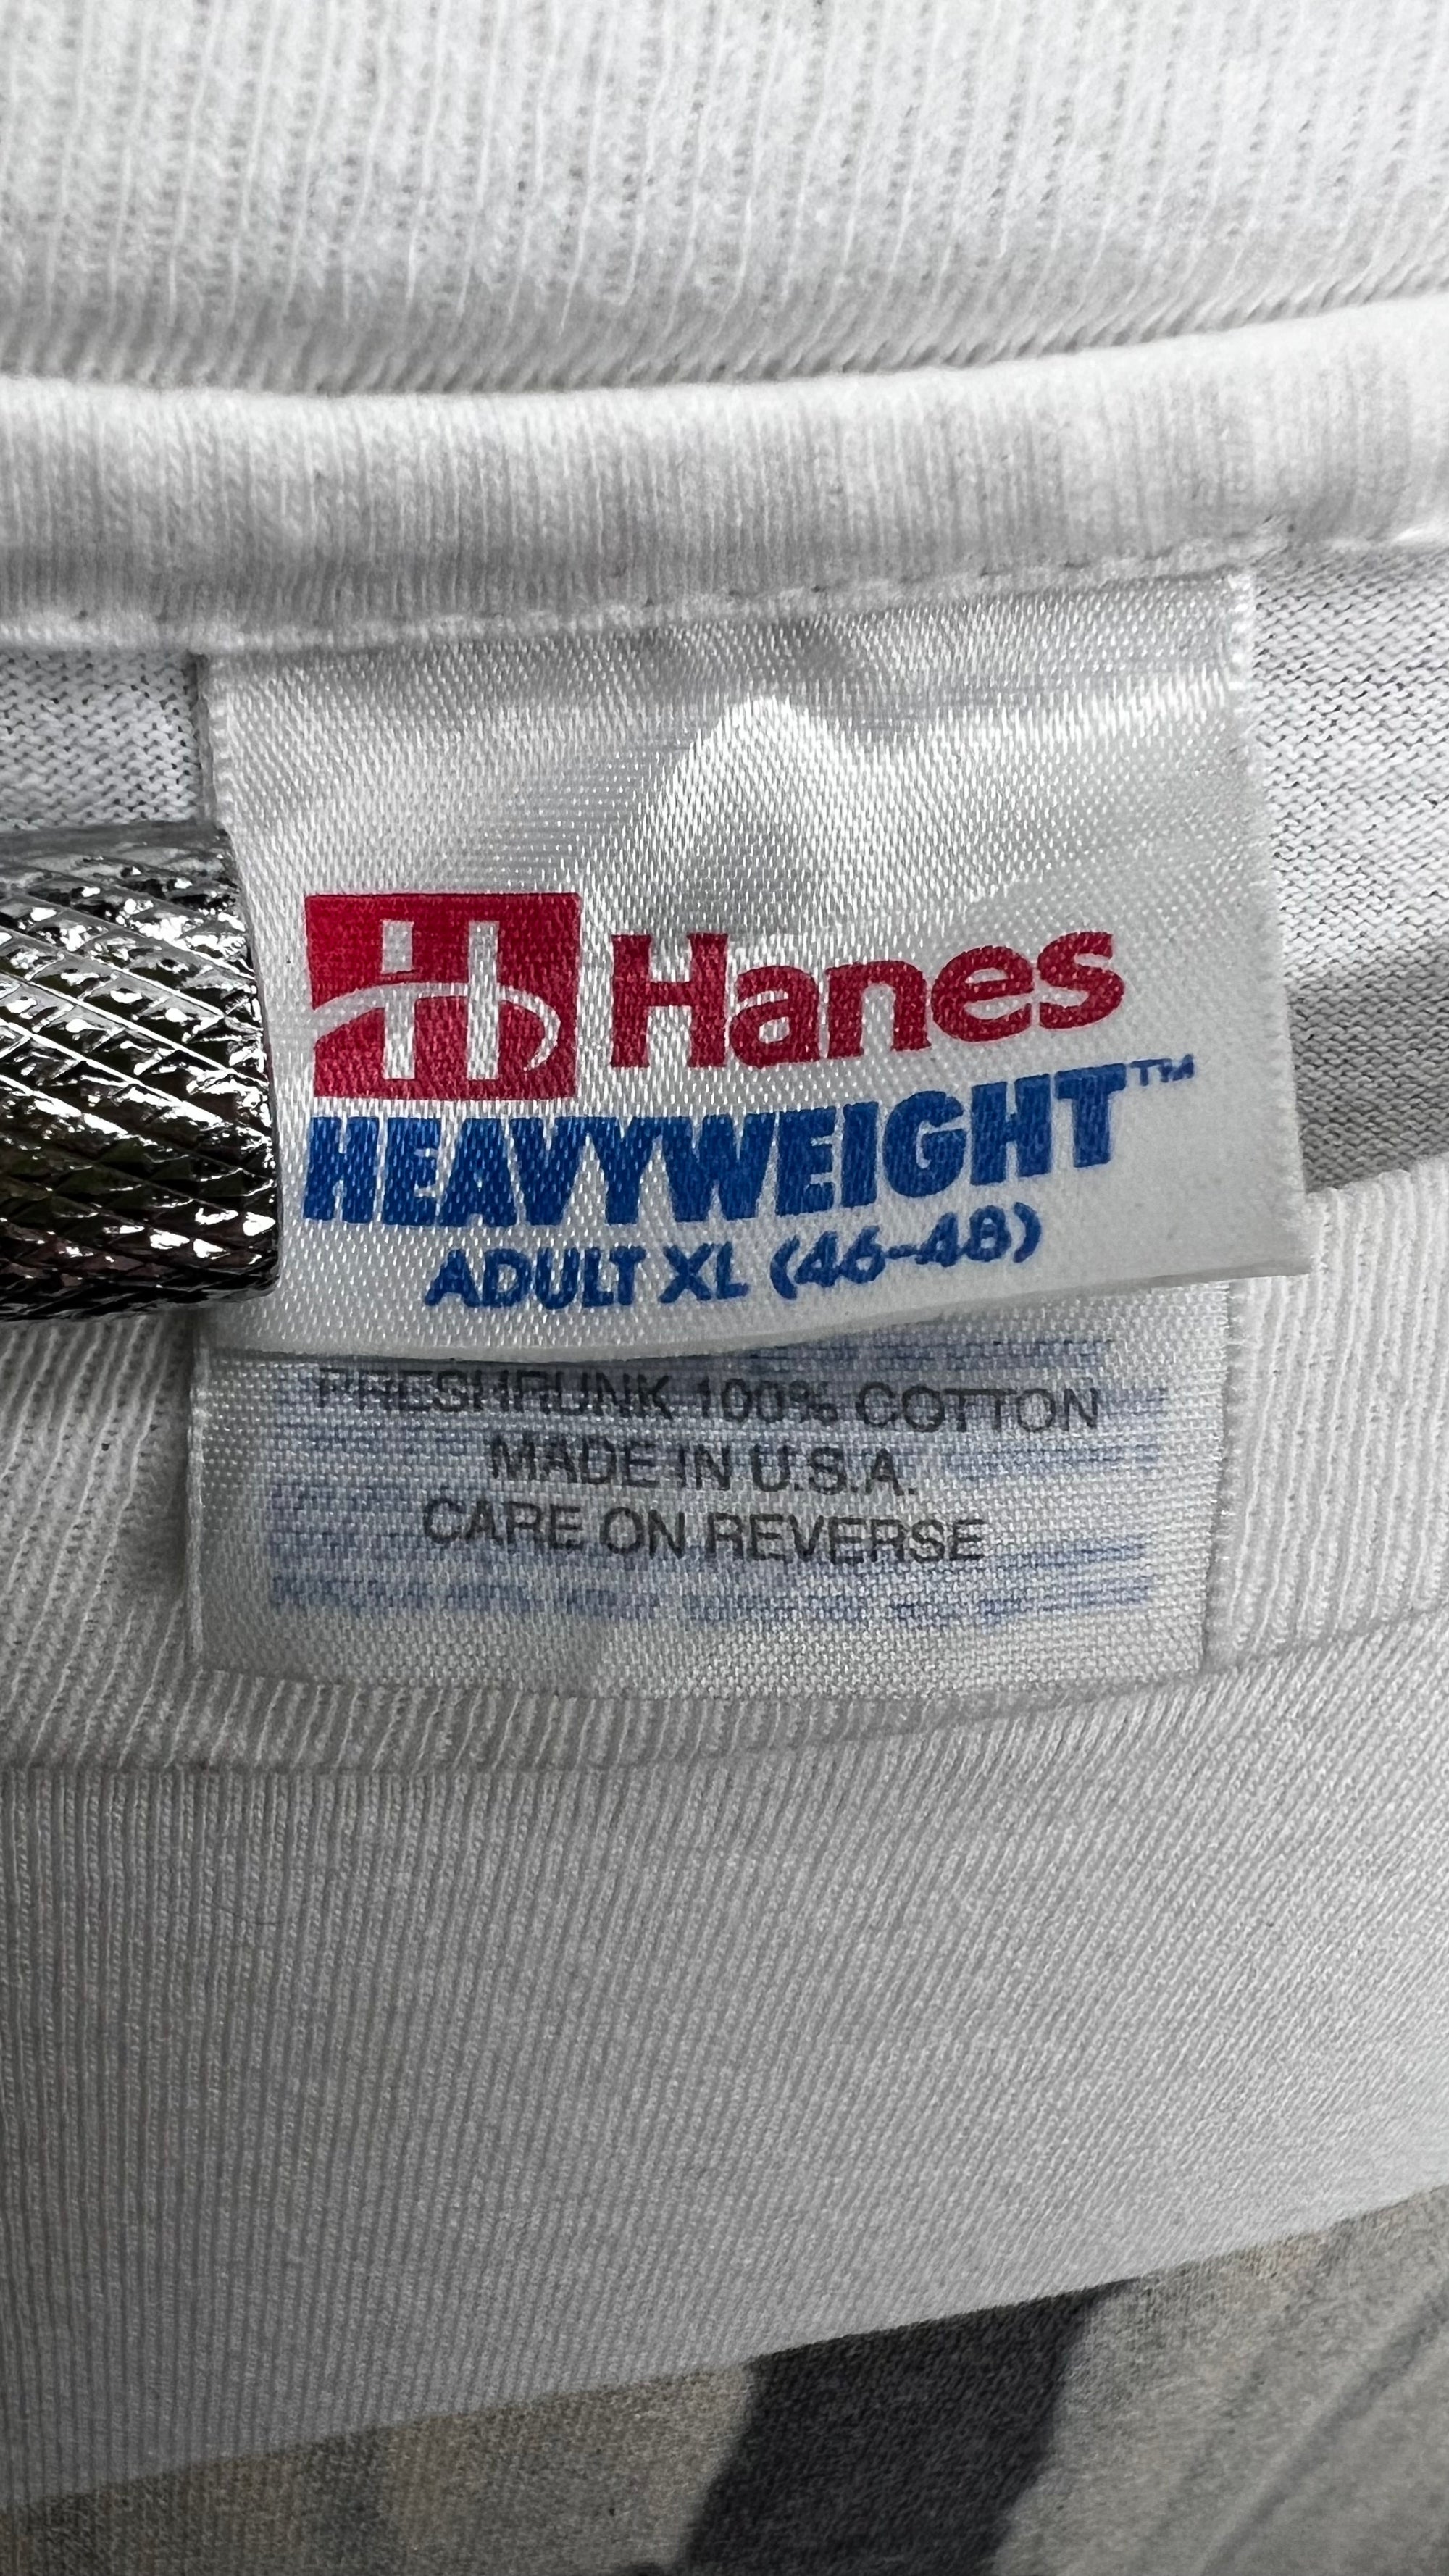 Hanes
HEAVYWEIGHT™
ADULT XL (46-48)
PRESHRUNK 100% COTTON
MADE IN U.S.A.
CARE ON REVERSE